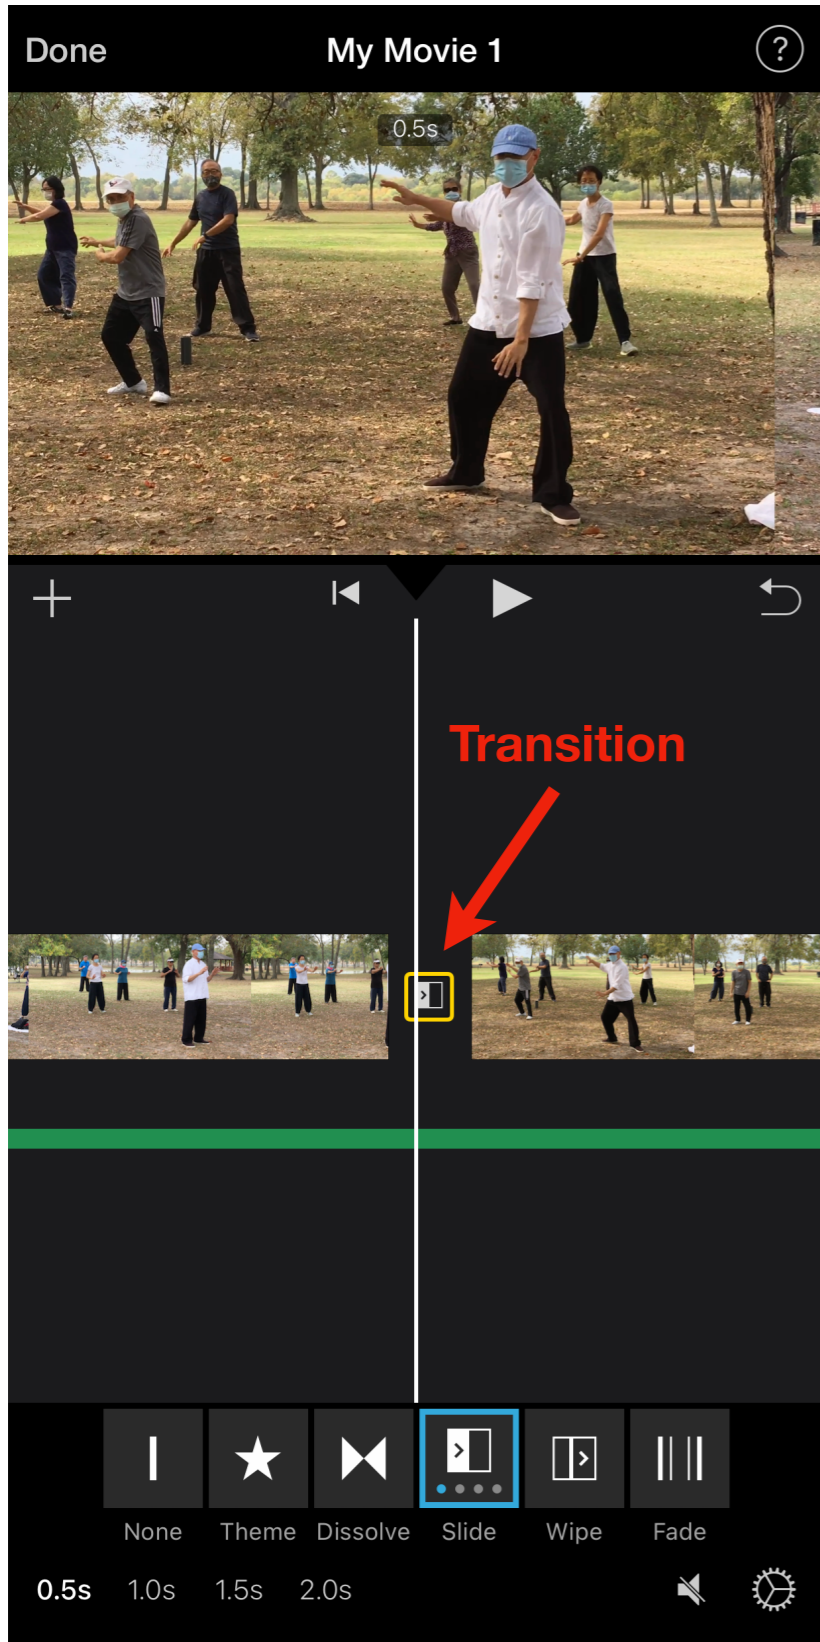 Done My Movie 1 ?
0.5s
Transition
None Theme Dissolve Slide Wipe Fade
0.5s 1.0s 1.5s 2.0s